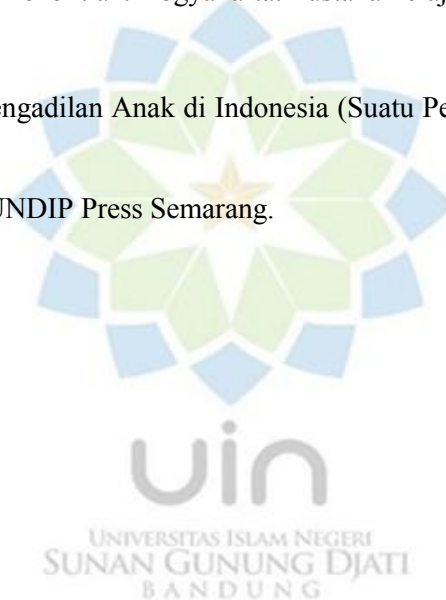 engadilan Anak di Indonesia (Suatu Pe
UNDIP Press Semarang.
uin
UNIVERSITAS ISLAM NEGERI
SUNAN GUNUNG DJATI
BANDUNG